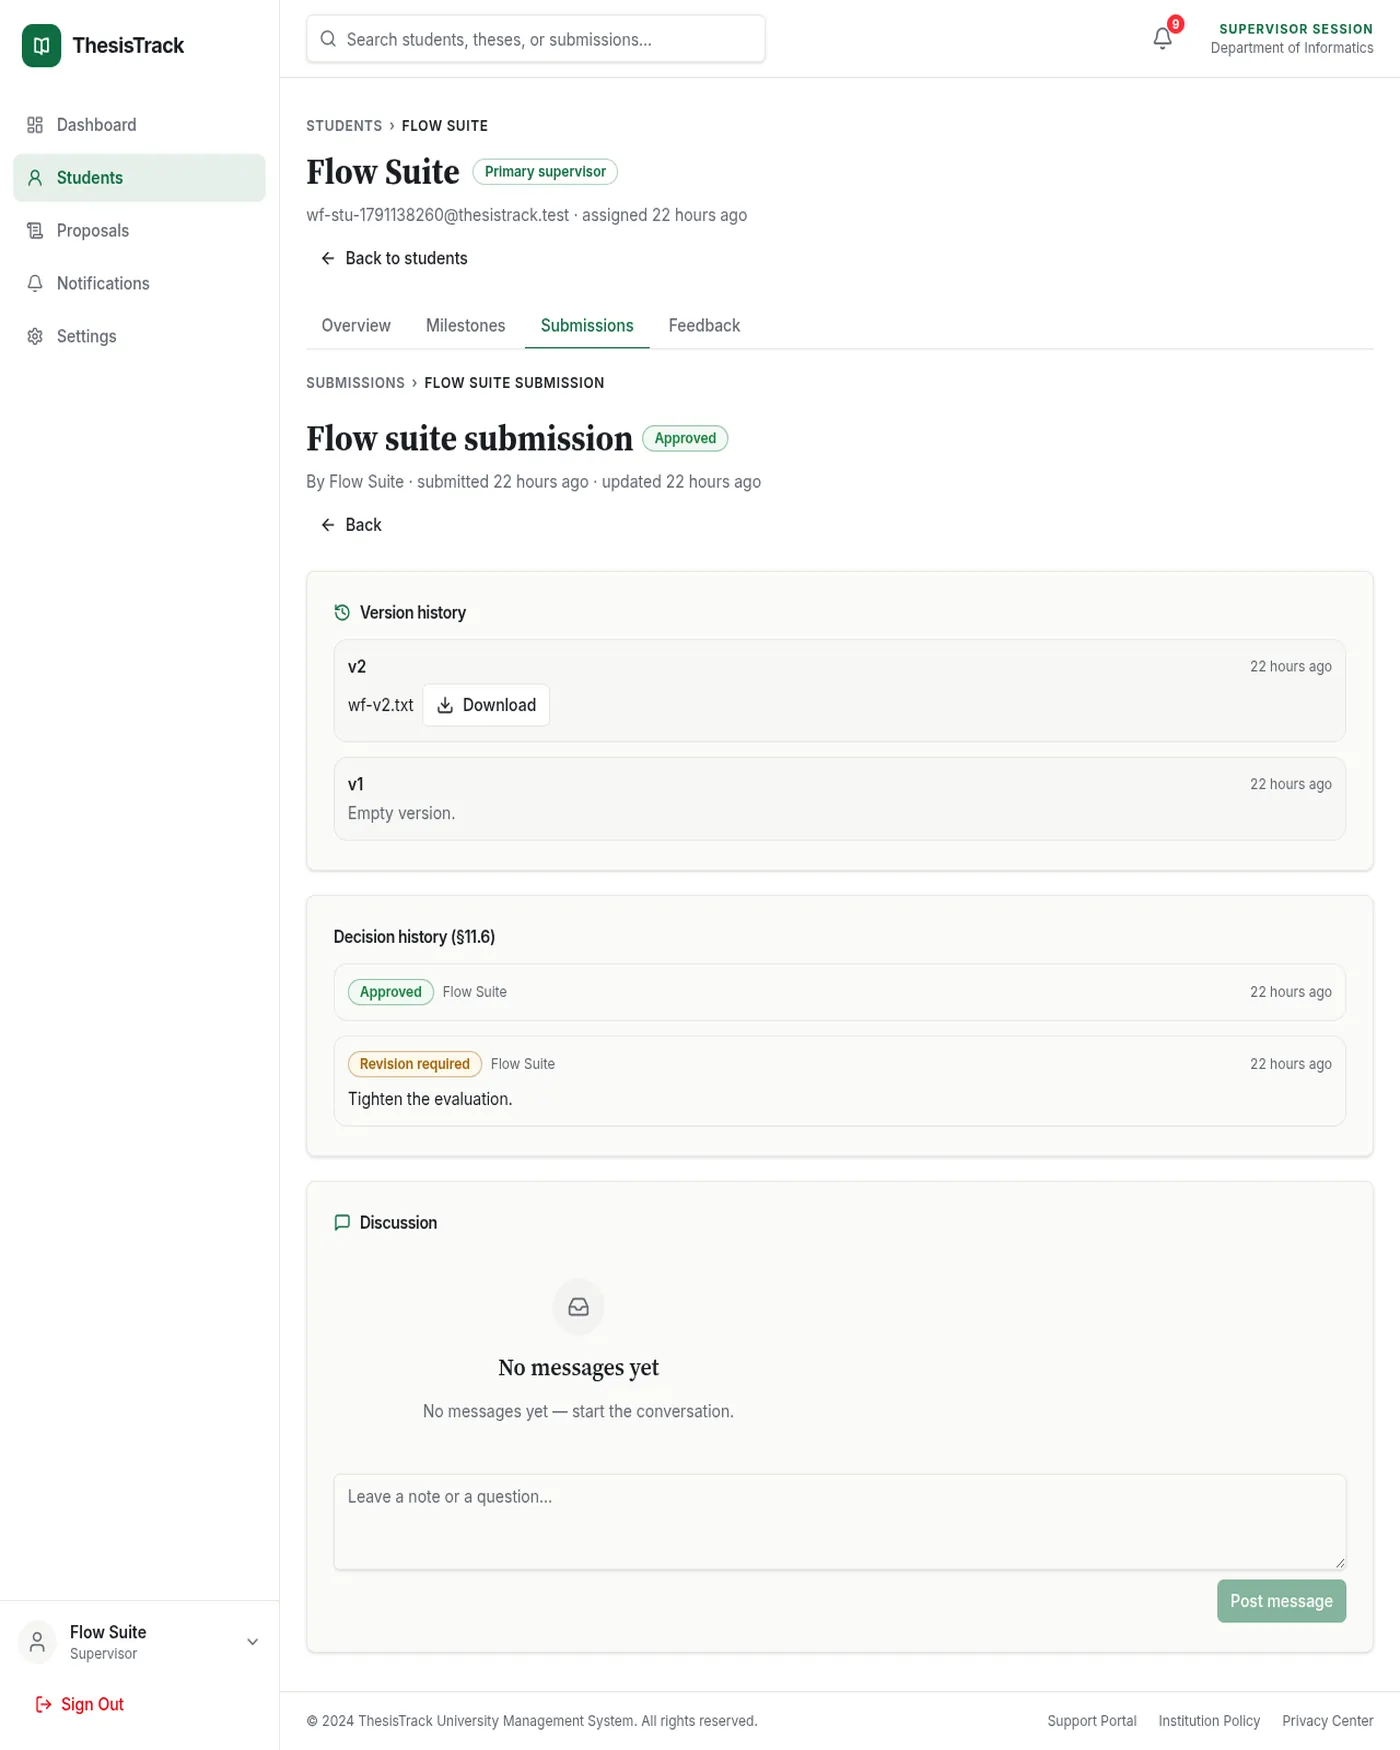 ThesisTrack
Search students, theses, or submissions...
9
SUPERVISOR SESSION
Department of Informatics
Dashboard
Students
Proposals
Notifications
Settings
STUDENTS › FLOW SUITE
Flow Suite
Primary supervisor
wf-stu-1791138260@thesistrack.test · assigned 22 hours ago
Back to students
Overview
Milestones
Submissions
Feedback
SUBMISSIONS › FLOW SUITE SUBMISSION
Flow suite submission
Approved
By Flow Suite · submitted 22 hours ago · updated 22 hours ago
Back
Version history
v2
22 hours ago
wf-v2.txt
Download
v1
22 hours ago
Empty version.
Decision history (§11.6)
Approved
Flow Suite
22 hours ago
Revision required
Flow Suite
22 hours ago
Tighten the evaluation.
Discussion
No messages yet
No messages yet — start the conversation.
Leave a note or a question...
Post message
Flow Suite
Supervisor
Sign Out
© 2024 ThesisTrack University Management System. All rights reserved.
Support Portal
Institution Policy
Privacy Center